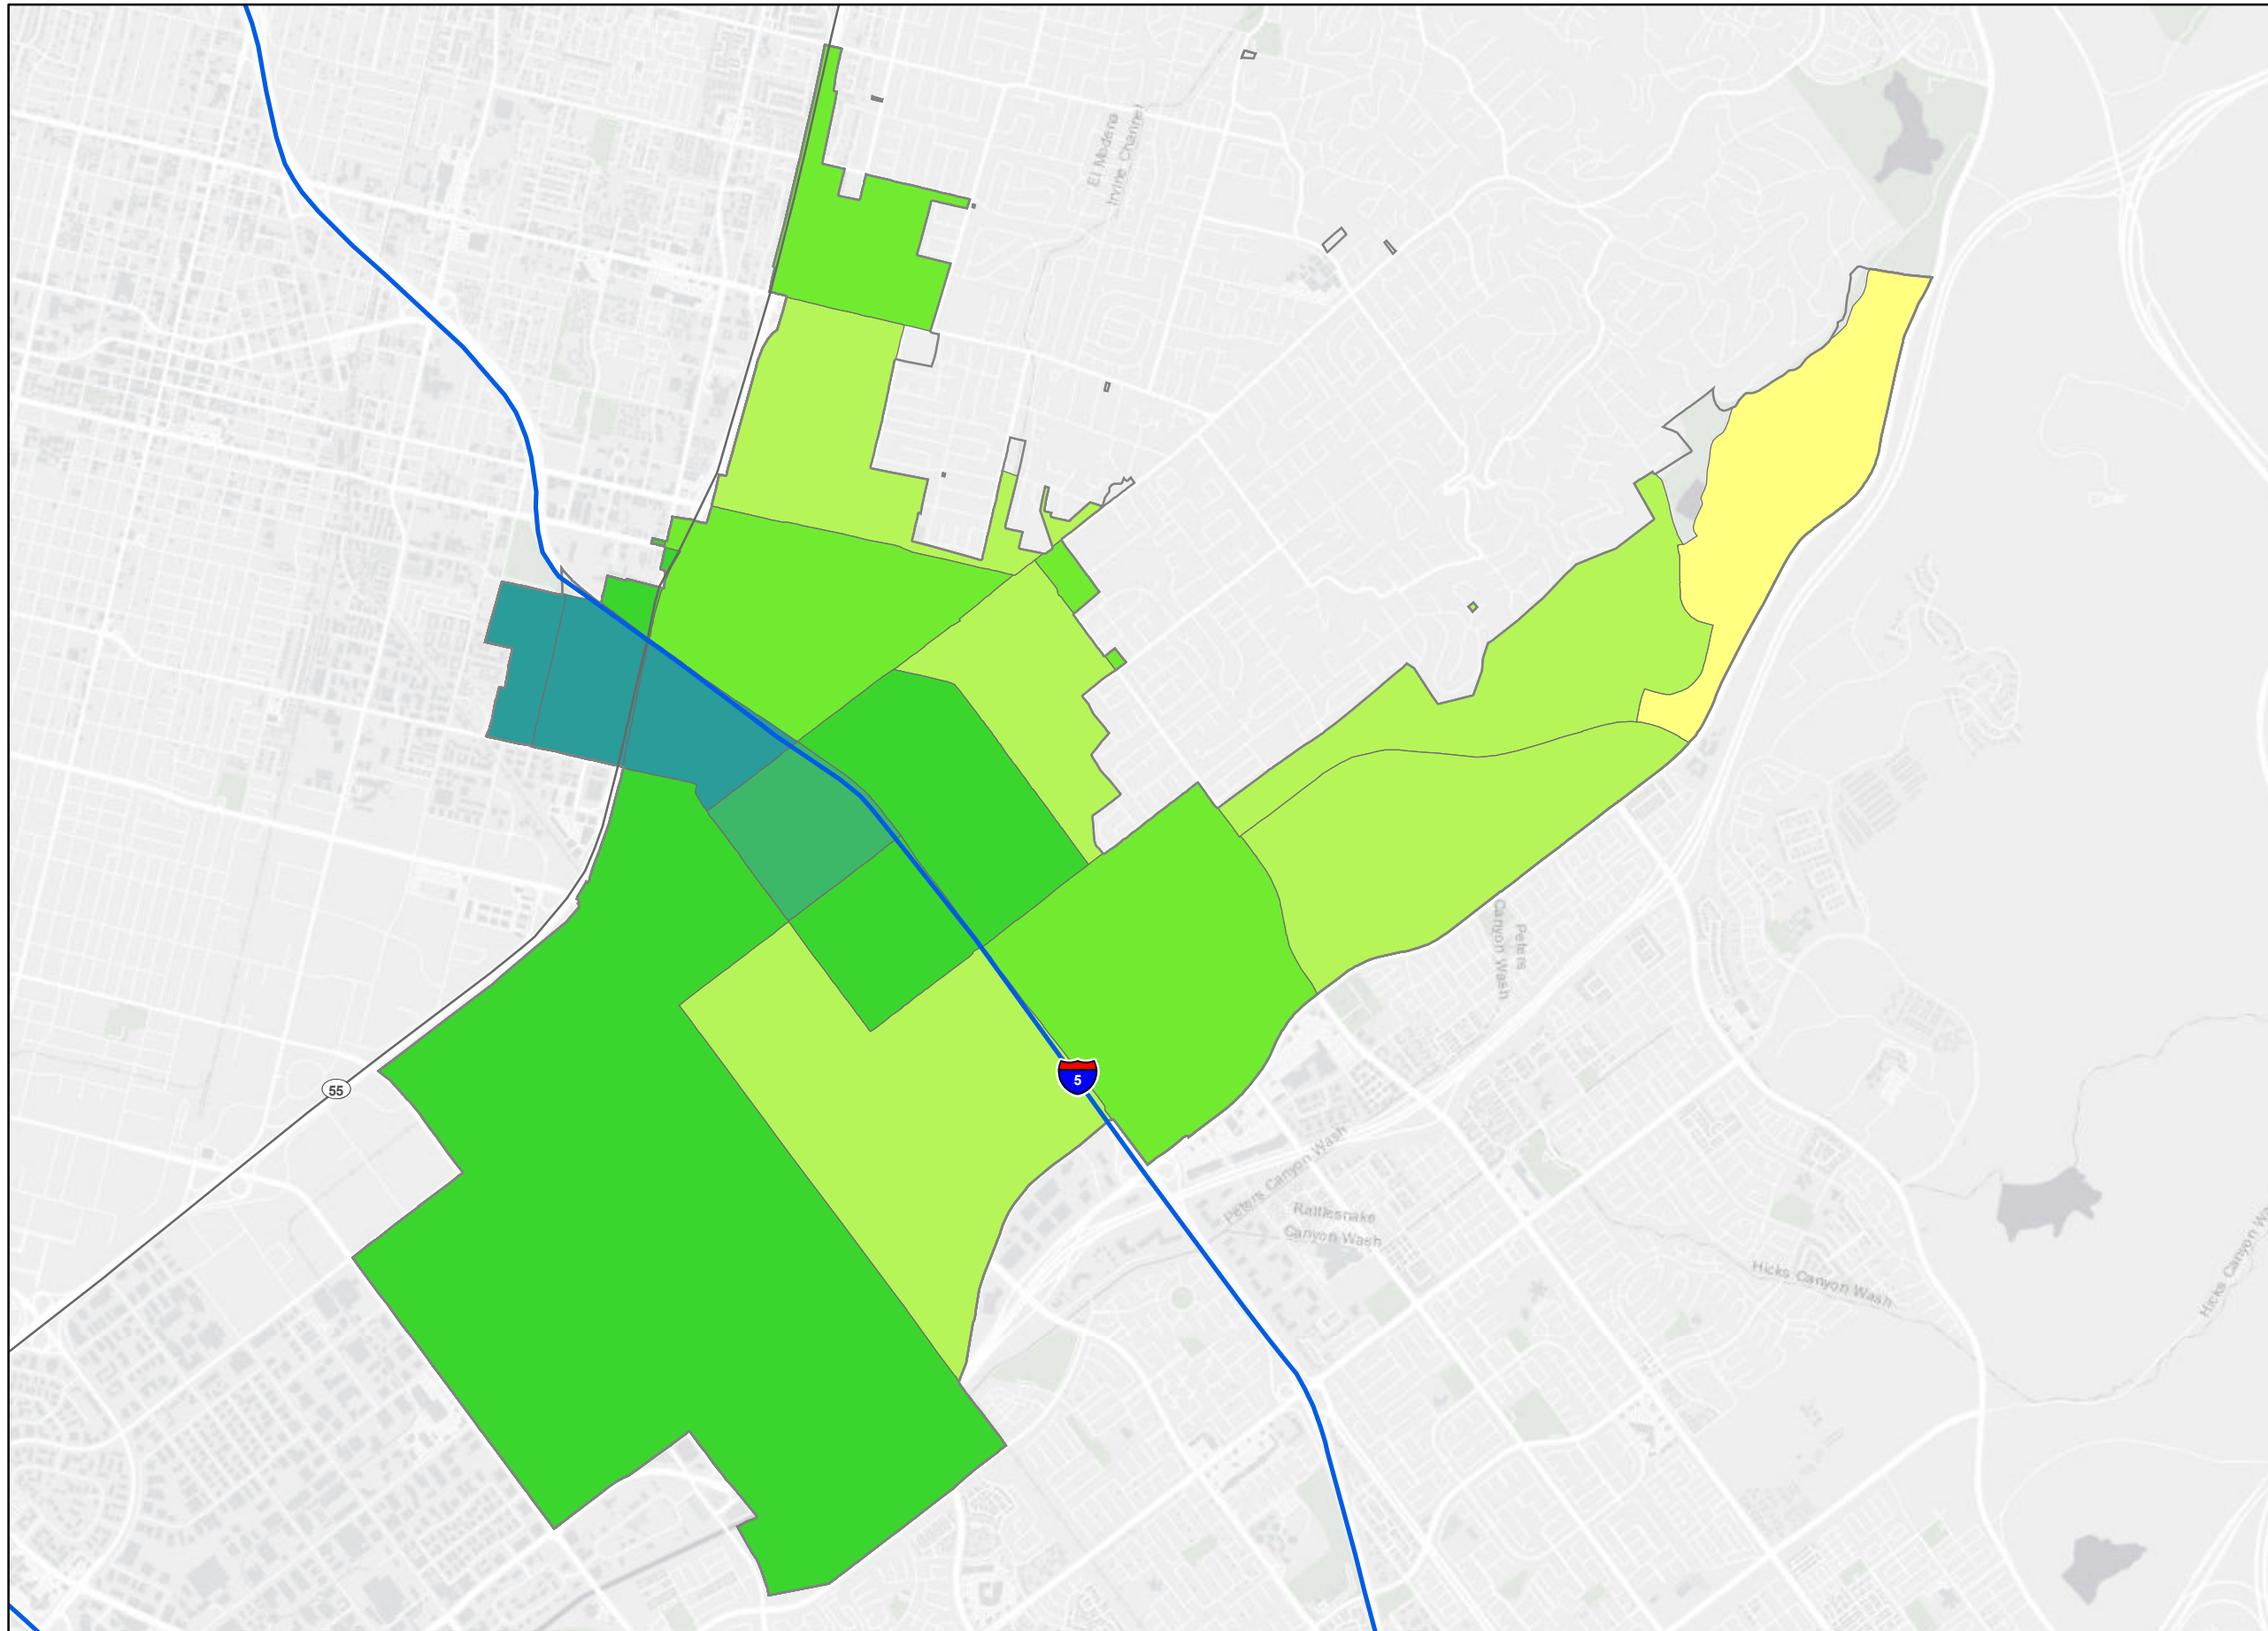 El Modena
Irvine Channel
Peters
Canyon Wash
55
5
Peters Canyon Wash
Rattlesnake
Canyon Wash
Hicks Canyon Wash
Hicks Canyon Wa